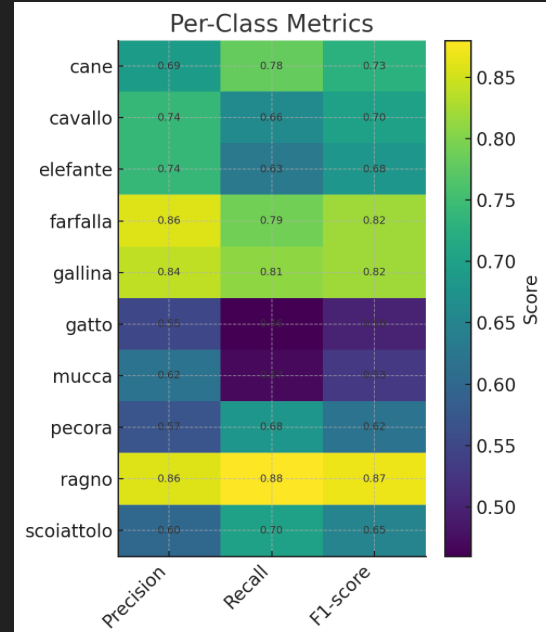 Per-Class Metrics
cane 0.69 0.78 0.73
cavallo 0.74 0.66 0.70
elefante 0.74 0.63 0.68
farfalla 0.86 0.79 0.82
gallina 0.84 0.81 0.82
gatto 0.55
mucca 0.62
pecora 0.57 0.68 0.62
ragno 0.86 0.88 0.87
scoiattolo 0.60 0.70 0.65
Precision Recall F1-score
0.85
0.80
0.75
0.70
0.65
0.60
0.55
0.50
Score